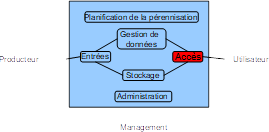 Planification de la pérennisation
Gestion de
données
Producteur
Entrées
Accès
Utilisateur
Stockage
Administration
Management